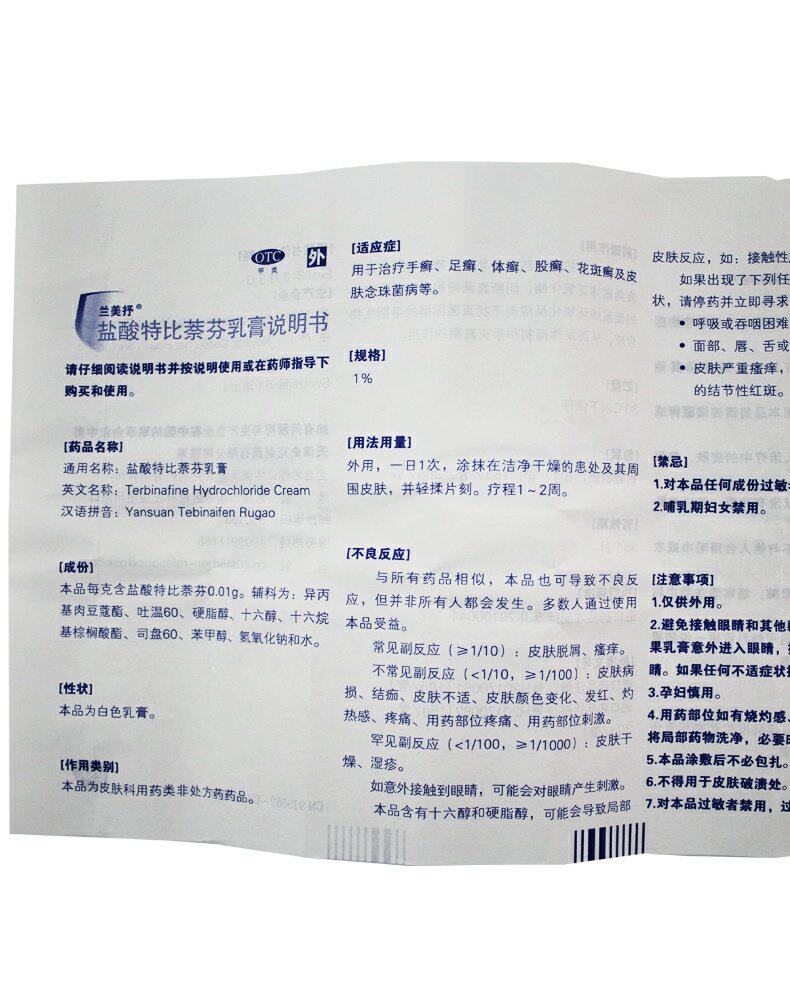 OTC
甲类
外
兰美抒®
盐酸特比萘芬乳膏说明书
请仔细阅读说明书并按说明使用或在药师指导下
购买和使用。
[药品名称]
通用名称：盐酸特比萘芬乳膏
英文名称：Terbinafine Hydrochloride Cream
汉语拼音：Yansuan Tebinaifen Rugao
[成份]
本品每克含盐酸特比萘芬0.01g。辅料为：异丙
基肉豆蔻酯、吐温60、硬脂醇、十六醇、十六烷
基棕榈酸酯、司盘60、苯甲醇、氢氧化钠和水。
[性状]
本品为白色乳膏。
[作用类别]
本品为皮肤科用药类非处方药药品。
[适应症]
用于治疗手癣、足癣、体癣、股癣、花斑癣及皮
肤念珠菌病等。
[规格]
1%
[用法用量]
外用，一日1次，涂抹在洁净干燥的患处及其周
围皮肤，并轻揉片刻。疗程1～2周。
[不良反应]
与所有药品相似，本品也可导致不良反
应，但并非所有人都会发生。多数人通过使用
本品受益。
常见副反应（≥1/10）：皮肤脱屑、瘙痒。
不常见副反应（<1/10，≥1/100）：皮肤病
损、结痂、皮肤不适、皮肤颜色变化、发红、灼
热感、疼痛、用药部位疼痛、用药部位刺激。
罕见副反应（<1/100，≥1/1000）：皮肤干
燥、湿疹。
如意外接触到眼睛，可能会对眼睛产生刺激。
本品含有十六醇和硬脂醇，可能会导致局部
皮肤反应，如：接触性
如果出现了下列任
状，请停药并立即寻求
• 呼吸或吞咽困难
• 面部、唇、舌或
• 皮肤严重瘙痒，
的结节性红斑。
[禁忌]
1.对本品任何成份过敏
2.哺乳期妇女禁用。
[注意事项]
1.仅供外用。
2.避免接触眼睛和其他
果乳膏意外进入眼睛，
睛。如果任何不适症状
3.孕妇慎用。
4.用药部位如有烧灼感、
将局部药物洗净，必要
5.本品涂敷后不必包扎。
6.不得用于皮肤破溃处。
7.对本品过敏者禁用，过